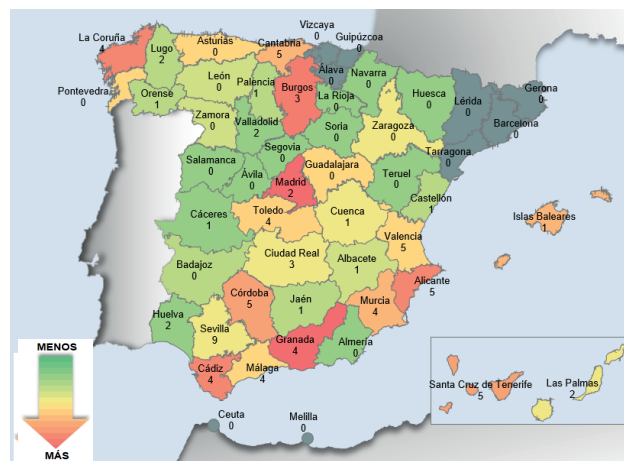 Vizcaya
0
Guipúzcoa
0
La Coruña
4
Lugo
2
Asturias
0
Cantabria
5
Álava
0
Navarra
0
León
0
Palencia
1
Burgos
3
La Rioja
0
Huesca
0
Lérida
0
Gerona
0
Barcelona
0
Pontevedra
0
Orense
1
Zamora
0
Valladolid
2
Soria
0
Zaragoza
0
Tarragona
0
Segovia
0
Salamanca
0
Ávila
0
Madrid
2
Guadalajara
0
Teruel
0
Castellón
1
Cáceres
1
Toledo
4
Cuenca
1
Valencia
5
Islas Baleares
1
Badajoz
0
Ciudad Real
3
Albacete
1
Alicante
5
Huelva
2
Sevilla
9
Córdoba
5
Jaén
1
Murcia
4
Granada
4
Almería
0
Cádiz
4
Málaga
4
Ceuta
0
Melilla
0
Santa Cruz de Tenerife
5
Las Palmas
2
MENOS
MÁS